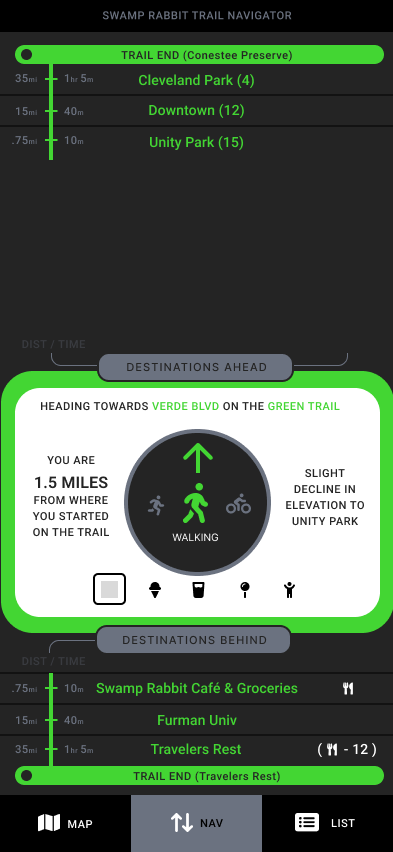 SWAMP RABBIT TRAIL NAVIGATOR
TRAIL END (Conestee Preserve)
35mi 1hr 5m Cleveland Park (4)
15mi 40m Downtown (12)
.75mi 10m Unity Park (15)
DIST / TIME
DESTINATIONS AHEAD
HEADING TOWARDS VERDE BLVD ON THE GREEN TRAIL
YOU ARE
1.5 MILES
FROM WHERE
YOU STARTED
ON THE TRAIL
WALKING
SLIGHT
DECLINE IN
ELEVATION TO
UNITY PARK
DESTINATIONS BEHIND
DIST / TIME
.75mi 10m Swamp Rabbit Café & Groceries
15mi 40m Furman Univ
35mi 1hr 5m Travelers Rest ( - 12 )
TRAIL END (Travelers Rest)
MAP NAV LIST